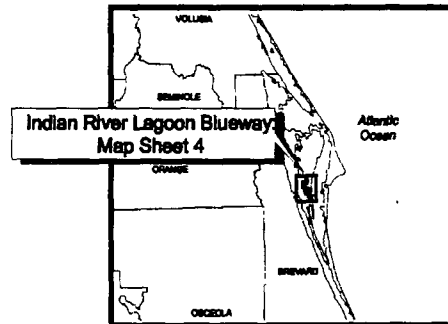 VOLUSIA
SEMINOLE
Indian River Lagoon Blueway:
Map Sheet 4
Atlantic
Ocean
ORANGE
BREVARD
OSCEOLA